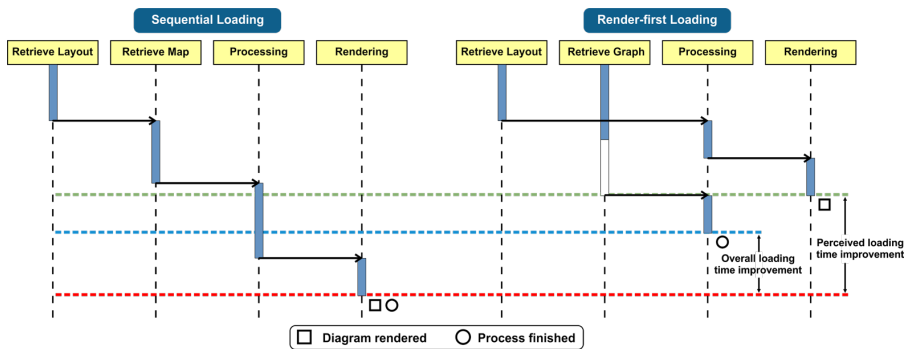 Sequential Loading
Render-first Loading
Retrieve Layout
Retrieve Map
Processing
Rendering
Retrieve Layout
Retrieve Graph
Processing
Rendering
Overall loading
time improvement
Perceived loading
time improvement
Diagram rendered
Process finished